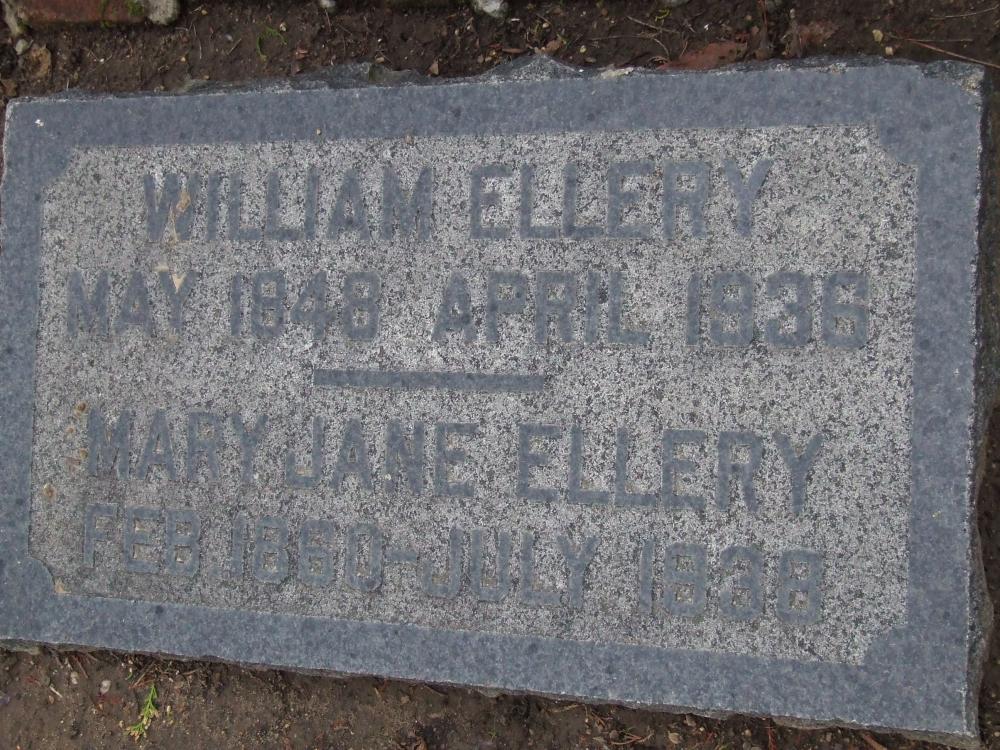 WILLIAM ELLERY
MAY 1848 APRIL 1936
MARY JANE ELLERY
FEB. 1860-JULY 1938